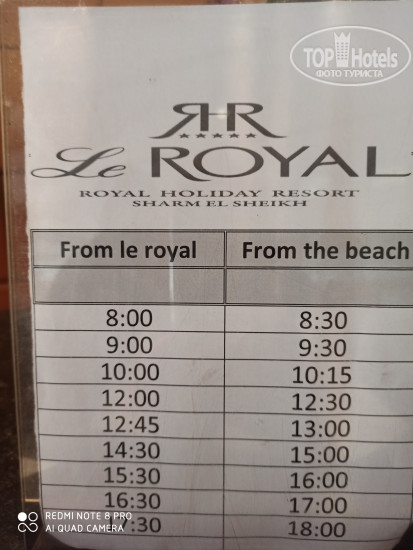 TOP Hotels
ФОТО ТУРИСТА
RR
Le ROYAL
ROYAL HOLIDAY RESORT
SHARM EL SHEIKH
From le royal From the beach
8:00 8:30
9:00 9:30
10:00 10:15
12:00 12:30
12:45 13:00
14:30 15:00
15:30 16:00
16:30 17:00
:30 18:00
REDMI NOTE 8 PRO
AI QUAD CAMERA